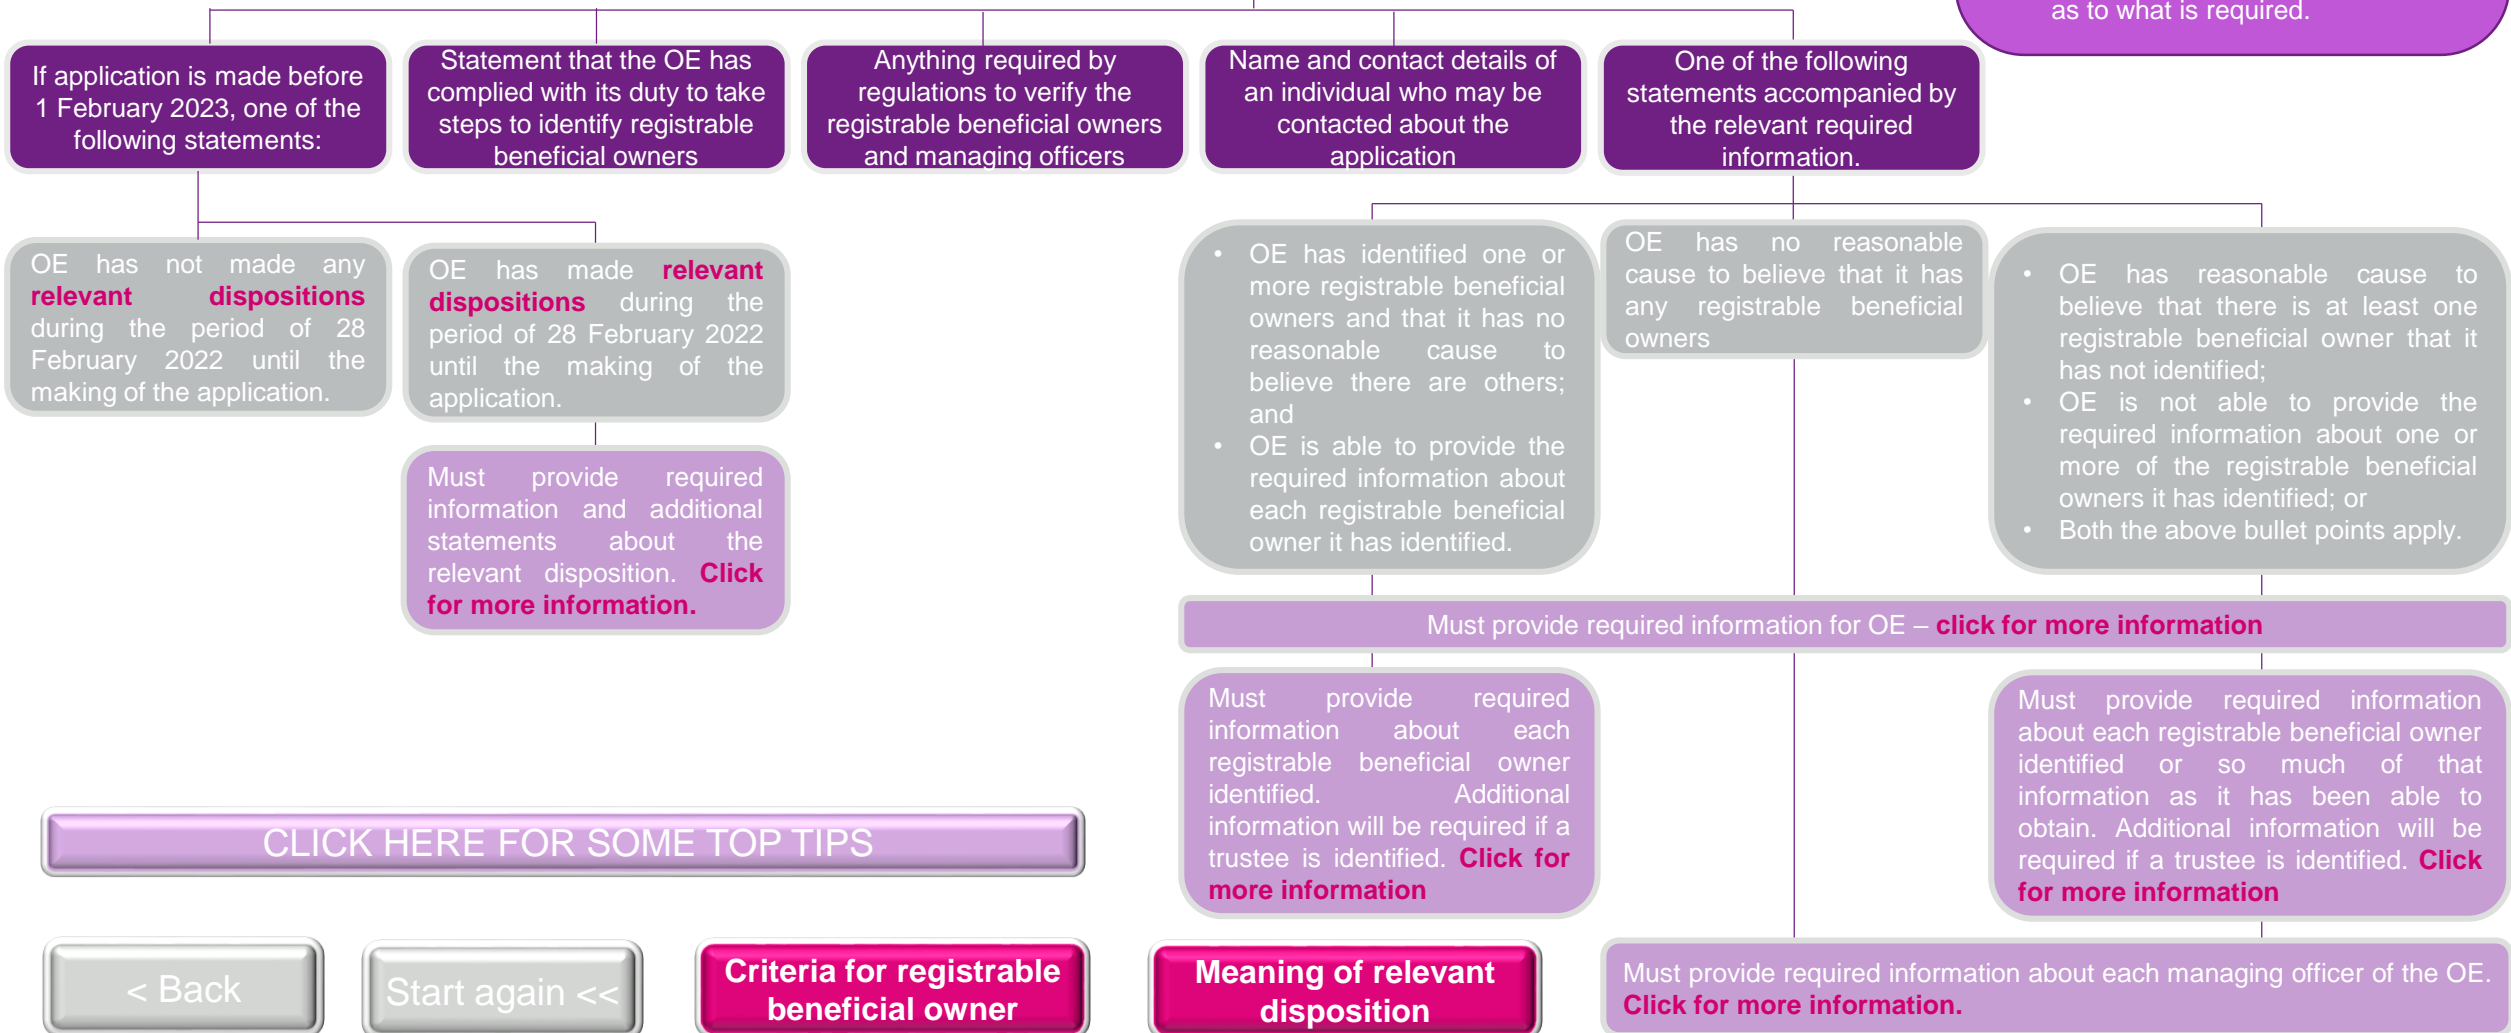 as to what is required.
If application is made before
1 February 2023, one of the
following statements:
Statement that the OE has
complied with its duty to take
steps to identify registrable
beneficial owners
Anything required by
regulations to verify the
registrable beneficial owners
and managing officers
Name and contact details of
an individual who may be
contacted about the
application
One of the following
statements accompanied by
the relevant required
information.
OE has not made any
relevant dispositions
during the period of 28
February 2022 until the
making of the application.
OE has made relevant
dispositions during the
period of 28 February 2022
until the making of the
application.
Must provide required
information and additional
statements about the
relevant disposition. Click
for more information.
• OE has identified one or
more registrable beneficial
owners and that it has no
reasonable cause to
believe there are others;
and
• OE is able to provide the
required information about
each registrable beneficial
owner it has identified.
OE has no reasonable
cause to believe that it has
any registrable beneficial
owners
• OE has reasonable cause to
believe that there is at least one
registrable beneficial owner that it
has not identified;
• OE is not able to provide the
required information about one or
more of the registrable beneficial
owners it has identified; or
• Both the above bullet points apply.
Must provide required information for OE – click for more information
Must provide required
information about each
registrable beneficial owner
identified. Additional
information will be required if a
trustee is identified. Click for
more information
Must provide required information
about each registrable beneficial owner
identified or so much of that
information as it has been able to
obtain. Additional information will be
required if a trustee is identified. Click
for more information
CLICK HERE FOR SOME TOP TIPS
< Back
Start again <<
Criteria for registrable
beneficial owner
Meaning of relevant
disposition
Must provide required information about each managing officer of the OE.
Click for more information.